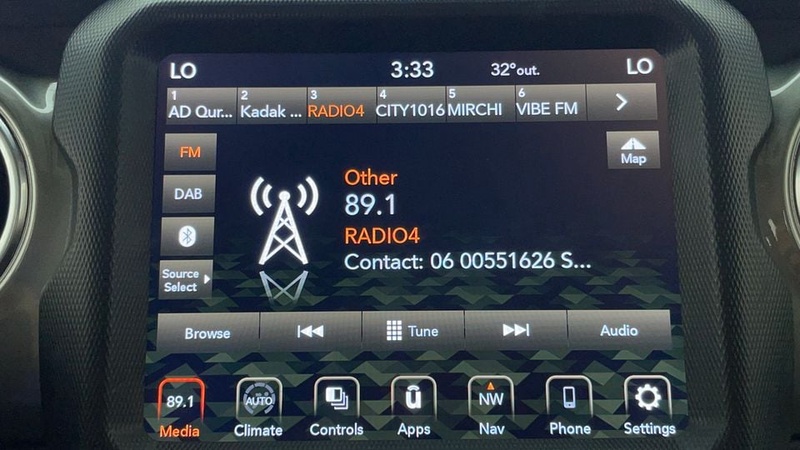 LO 3:33 32°out. LO
1 2 3 4 5 6
AD Qur... Kadak ... RADIO4 CITY1016 MIRCHI VIBE FM
FM
Map
DAB
Other
89.1
RADIO4
Contact: 06 00551626 S...
Source
Select
Browse Tune Audio
89.1 AUTO NW
Media Climate Controls Apps Nav Phone Settings